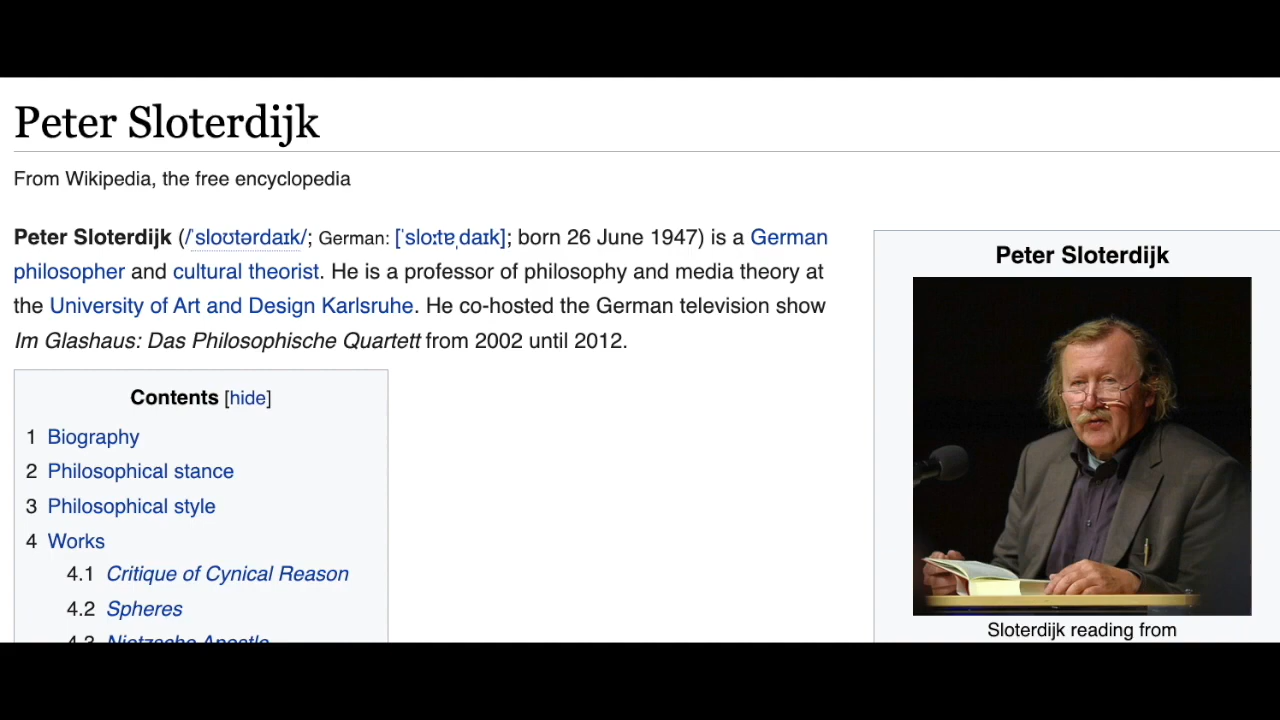 Peter Sloterdijk
From Wikipedia, the free encyclopedia
Peter Sloterdijk (/ˈsloʊtərdaɪk/; German: [ˈsloːtɐˌdaɪk]; born 26 June 1947) is a German
philosopher and cultural theorist. He is a professor of philosophy and media theory at
the University of Art and Design Karlsruhe. He co-hosted the German television show
Im Glashaus: Das Philosophische Quartett from 2002 until 2012.
Contents [hide]
1 Biography
2 Philosophical stance
3 Philosophical style
4 Works
4.1 Critique of Cynical Reason
4.2 Spheres
4.3 Nietzsche Apostle
Peter Sloterdijk
Sloterdijk reading from